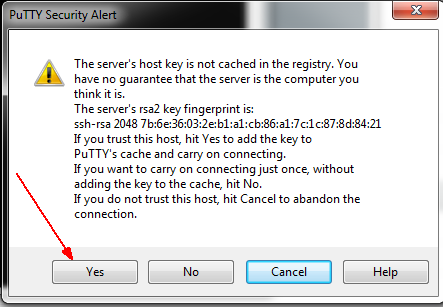 PuTTY Security Alert
The server's host key is not cached in the registry. You
have no guarantee that the server is the computer you
think it is.
The server's rsa2 key fingerprint is:
ssh-rsa 2048 7b:6e:36:03:2e:b1:a1:cb:86:a1:7c:1c:87:8d:84:21
If you trust this host, hit Yes to add the key to
PuTTY's cache and carry on connecting.
If you want to carry on connecting just once, without
adding the key to the cache, hit No.
If you do not trust this host, hit Cancel to abandon the
connection.
Yes No Cancel Help